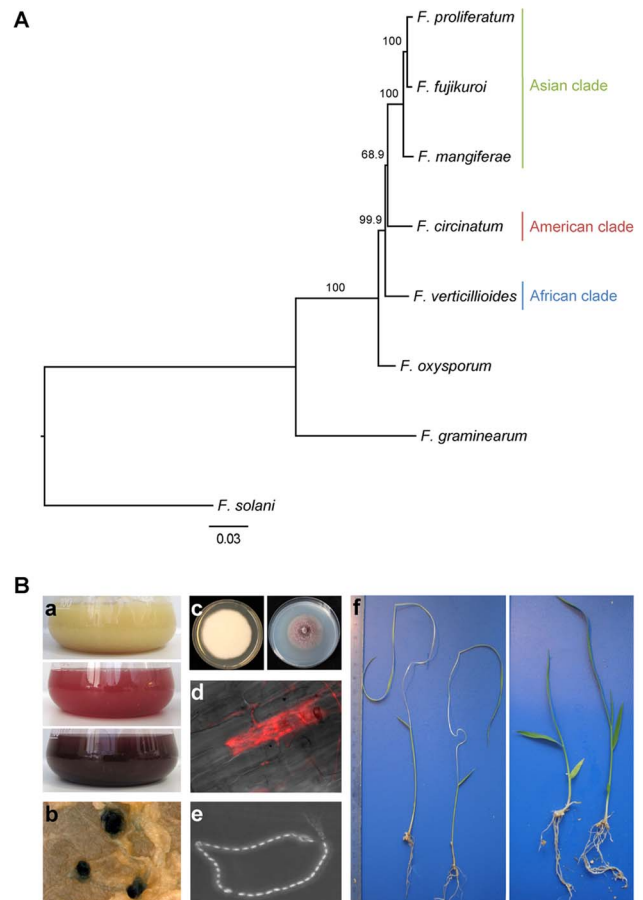 A
F. proliferatum
100
F. fujikuroi
Asian clade
100
F. mangiferae
68.9
F. circinatum
American clade
99.9
F. verticillioides
African clade
100
F. oxysporum
F. graminearum
F. solani
0.03
B
a
b
c
d
e
f